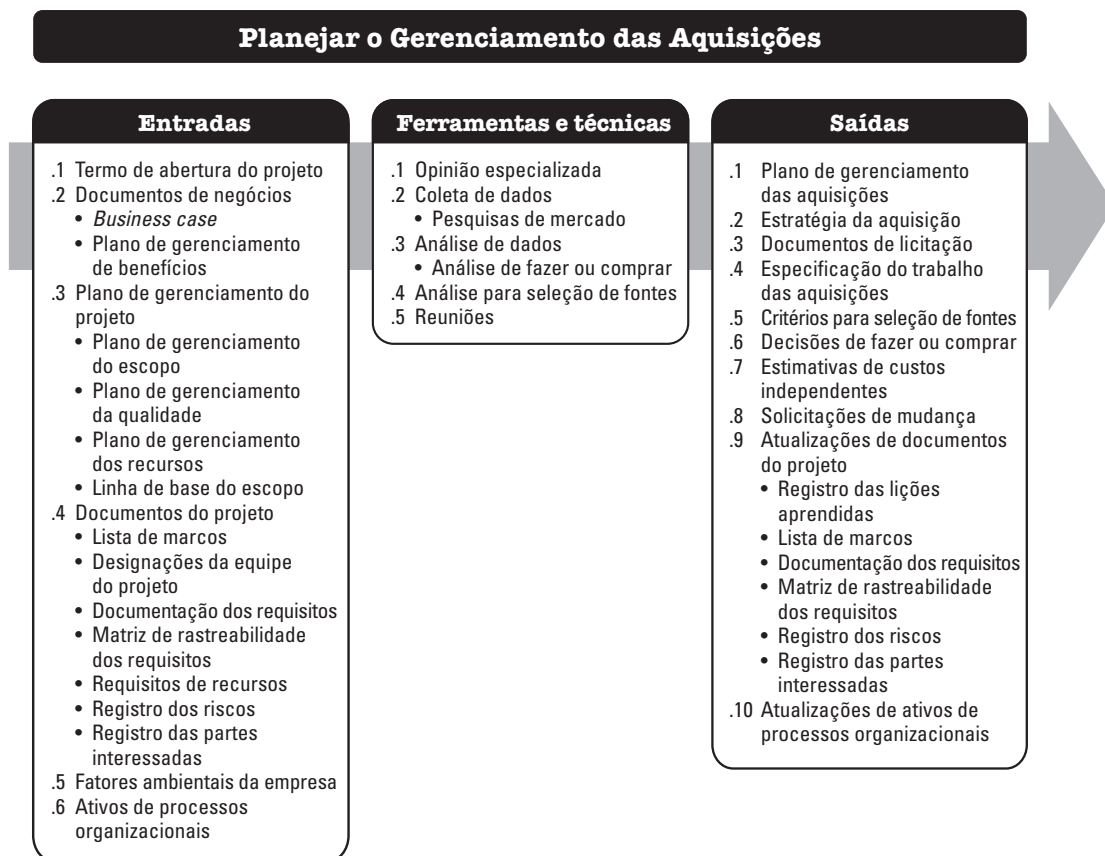 Planejar o Gerenciamento das Aquisições
Entradas
.1 Termo de abertura do projeto
.2 Documentos de negócios
• Business case
• Plano de gerenciamento
de benefícios
.3 Plano de gerenciamento do
projeto
• Plano de gerenciamento
do escopo
• Plano de gerenciamento
da qualidade
• Plano de gerenciamento
dos recursos
• Linha de base do escopo
.4 Documentos do projeto
• Lista de marcos
• Designações da equipe
do projeto
• Documentação dos requisitos
• Matriz de rastreabilidade
dos requisitos
• Requisitos de recursos
• Registro dos riscos
• Registro das partes
interessadas
.5 Fatores ambientais da empresa
.6 Ativos de processos
organizacionais
Ferramentas e técnicas
.1 Opinião especializada
.2 Coleta de dados
• Pesquisas de mercado
.3 Análise de dados
• Análise de fazer ou comprar
.4 Análise para seleção de fontes
.5 Reuniões
Saídas
.1 Plano de gerenciamento
das aquisições
.2 Estratégia da aquisição
.3 Documentos de licitação
.4 Especificação do trabalho
das aquisições
.5 Critérios para seleção de fontes
.6 Decisões de fazer ou comprar
.7 Estimativas de custos
independentes
.8 Solicitações de mudança
.9 Atualizações de documentos
do projeto
• Registro das lições
aprendidas
• Lista de marcos
• Documentação dos requisitos
• Matriz de rastreabilidade
dos requisitos
• Registro dos riscos
• Registro das partes
interessadas
.10 Atualizações de ativos de
processos organizacionais